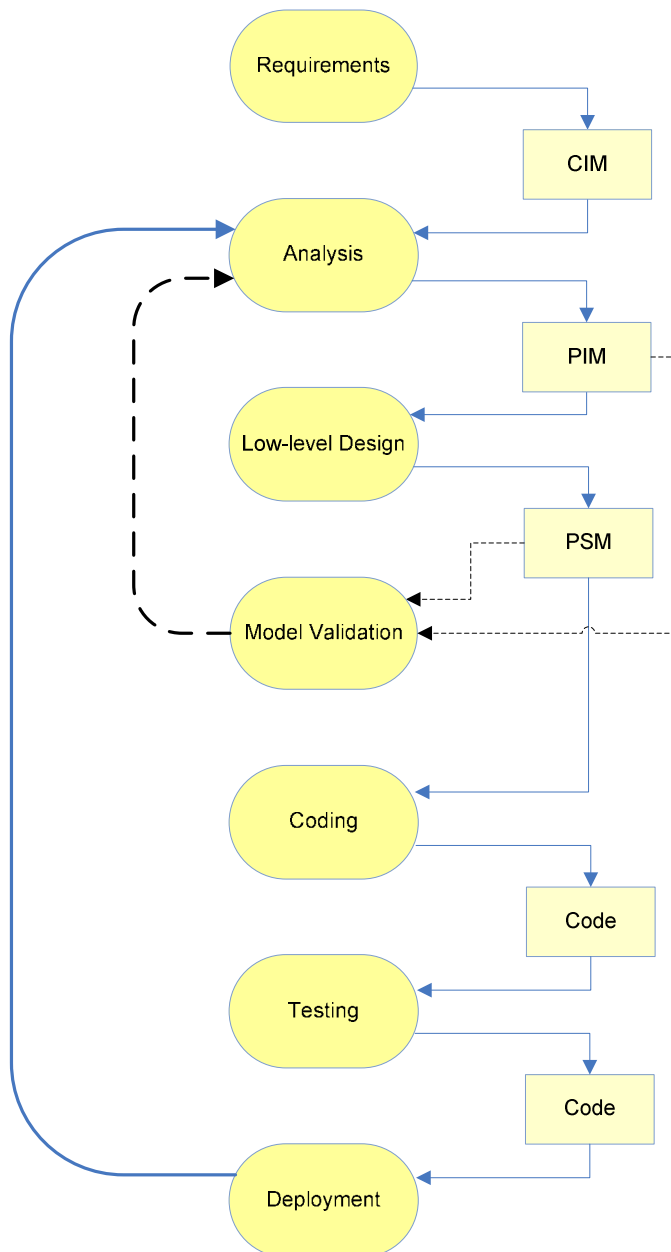 Requirements
CIM
Analysis
PIM
Low-level Design
PSM
Model Validation
Coding
Code
Testing
Code
Deployment